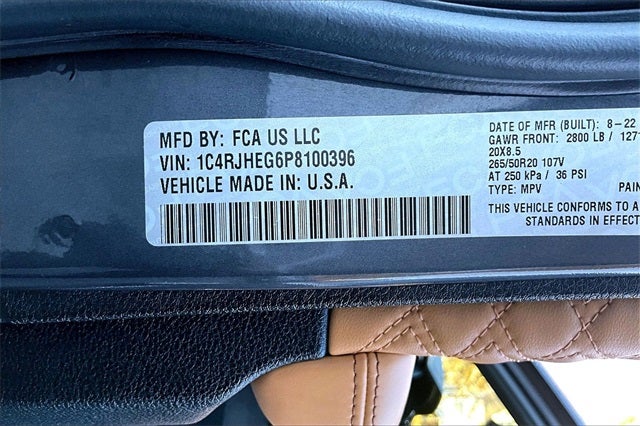 MFD BY: FCA US LLC
VIN: 1C4RJHEG6P8100396
VEHICLE MADE IN: U.S.A.
DATE OF MFR (BUILT): 8-22
GAWR FRONT: 2800 LB / 1271
20X8.5
265/50R20 107V
AT 250 kPa / 36 PSI
TYPE: MPV PAIN
THIS VEHICLE CONFORMS TO A
STANDARDS IN EFFECT